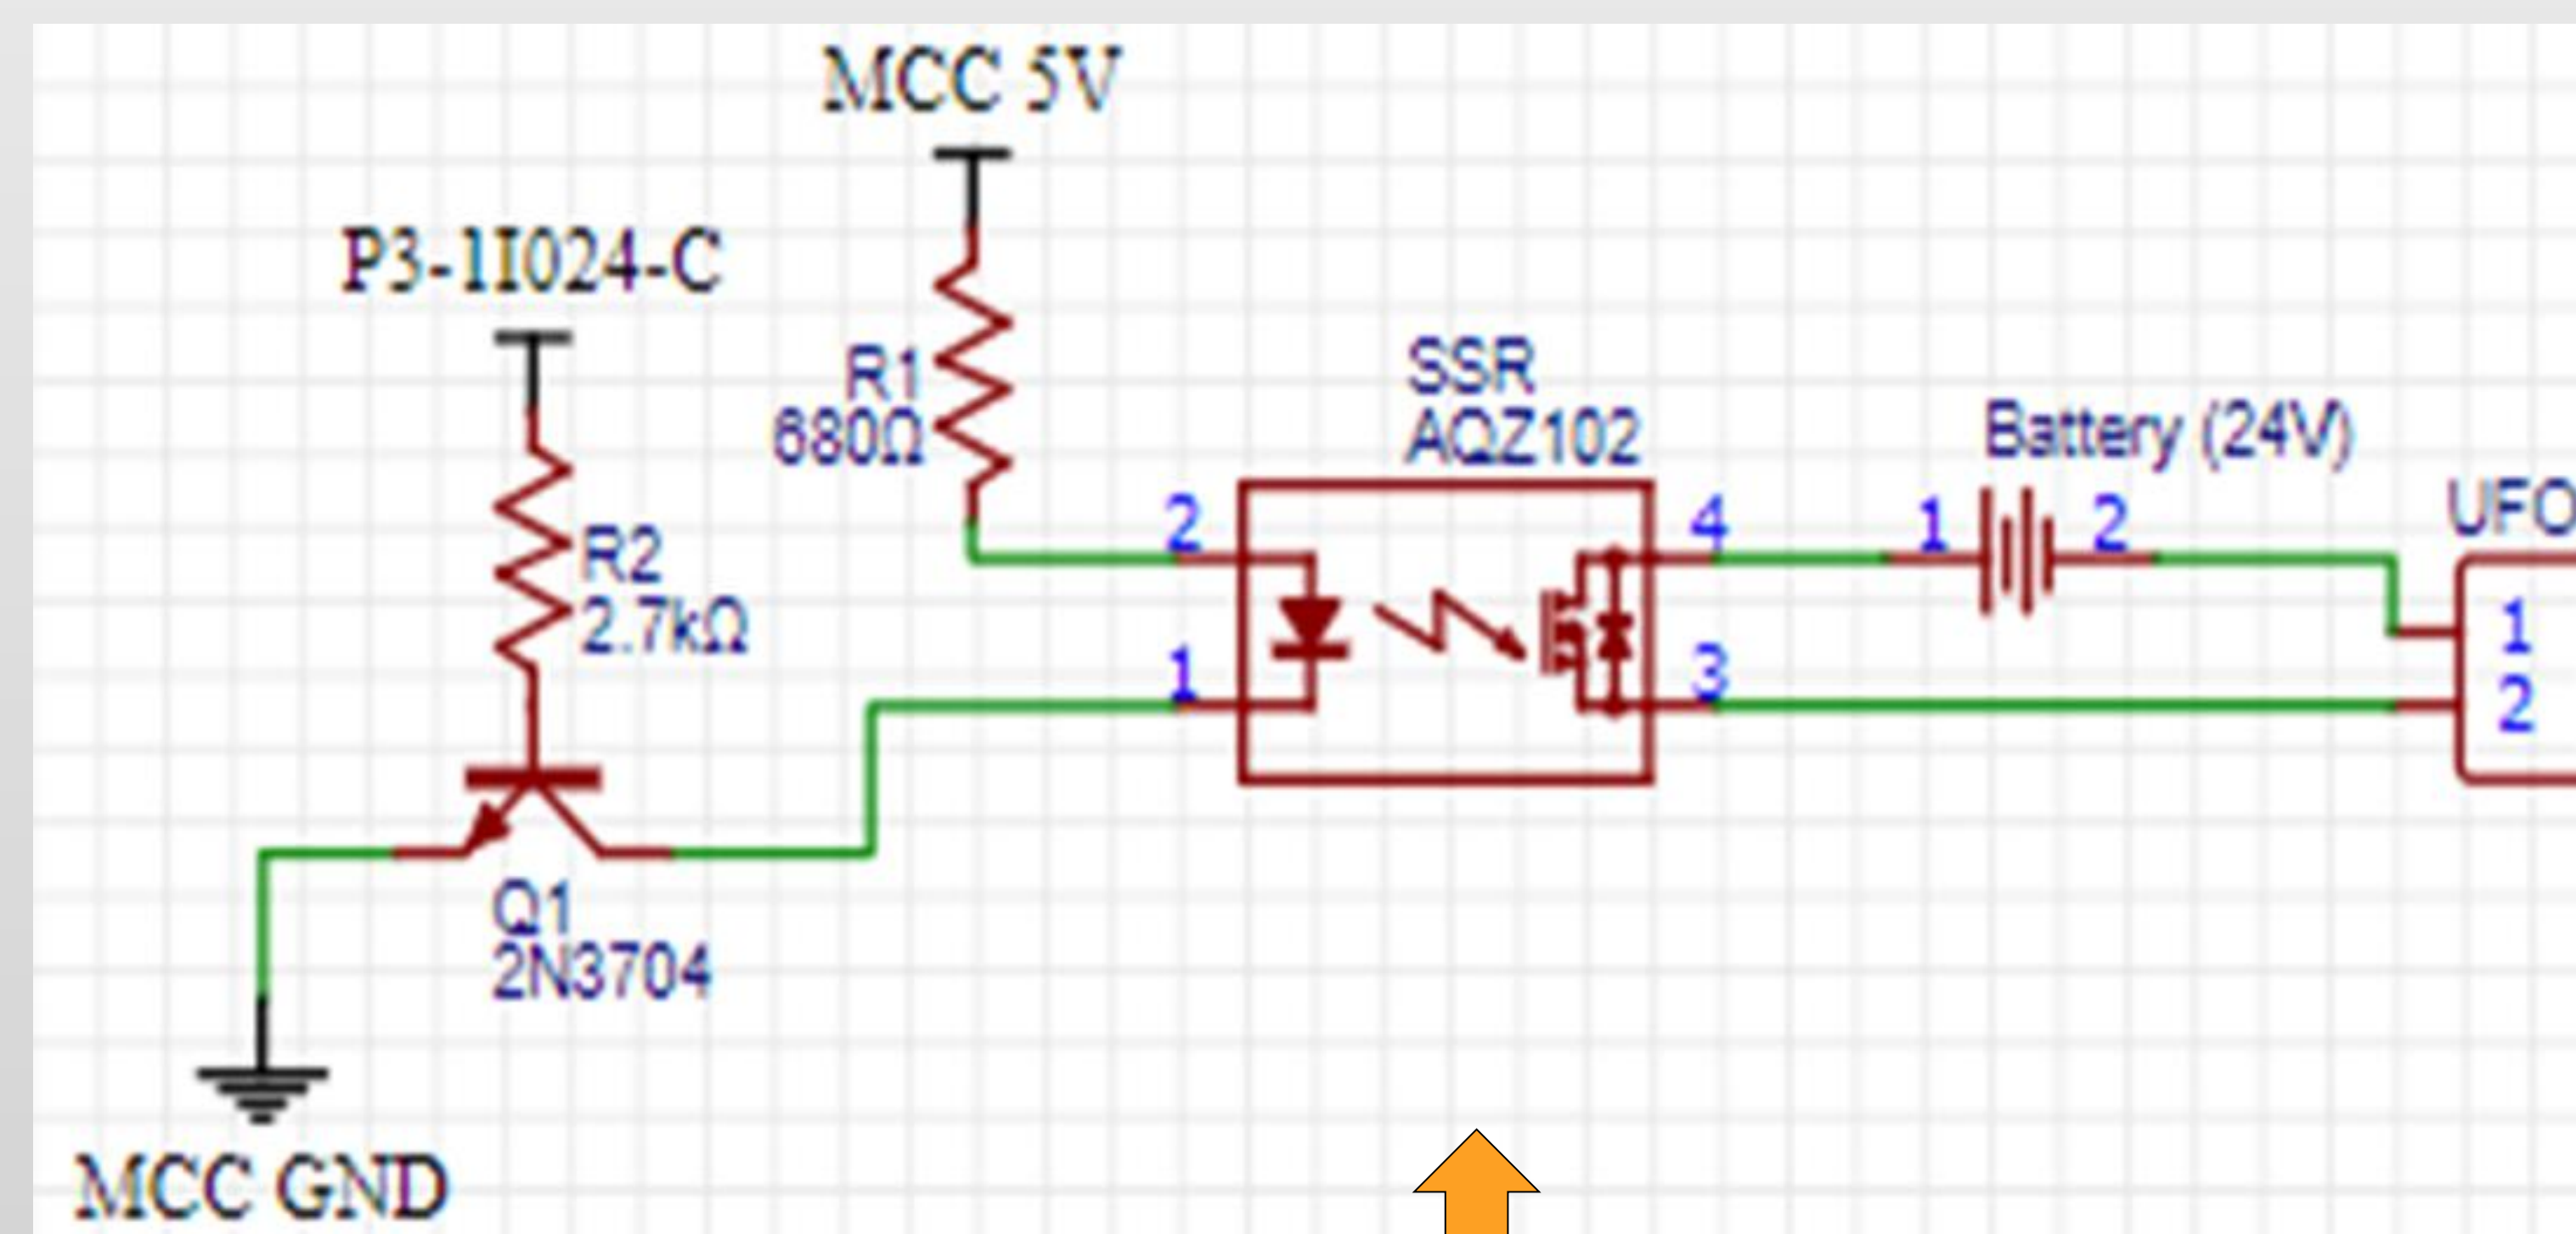 MCC 5V
P3-1I024-C
R1
680Ω
R2
2.7kΩ
SSR
AQZ102
2
1
4
3
Battery (24V)
1
2
UFO
1
2
Q1
2N3704
MCC GND